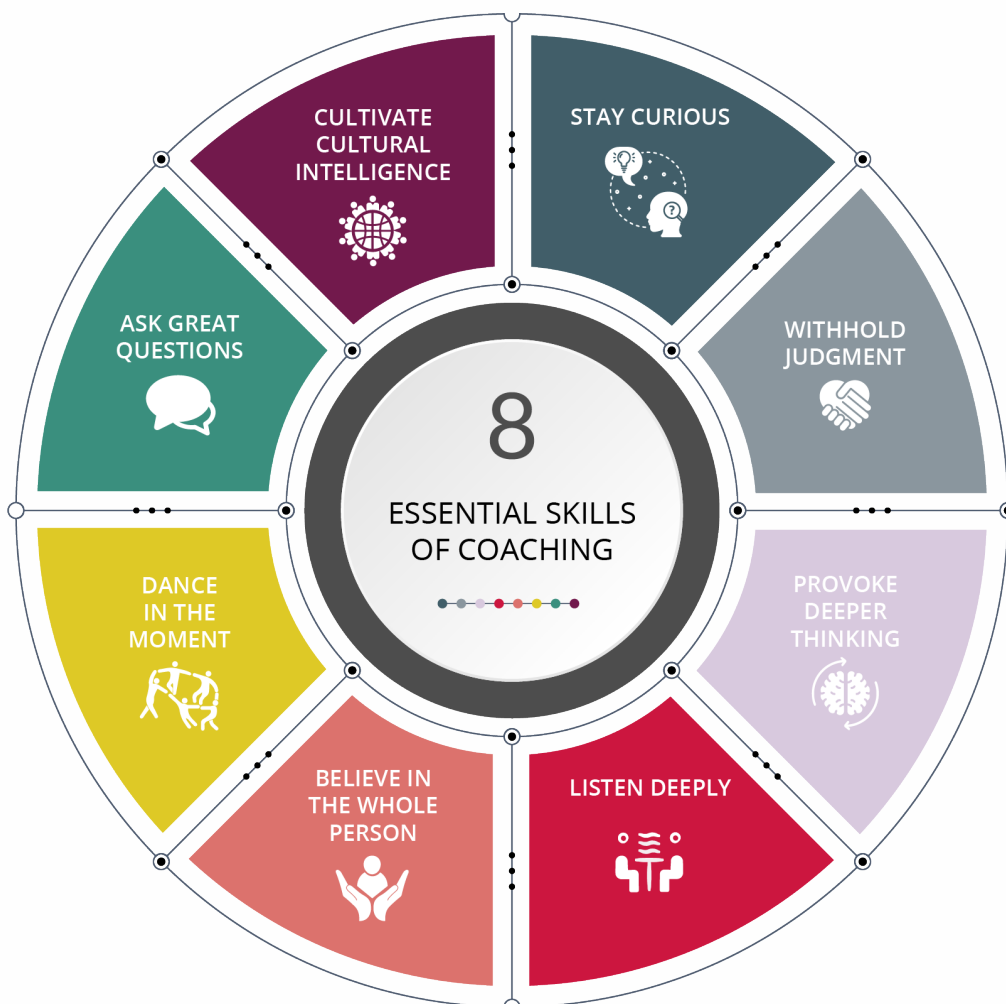 8
ESSENTIAL SKILLS
OF COACHING
STAY CURIOUS
?
WITHHOLD
JUDGMENT
PROVOKE
DEEPER
THINKING
LISTEN DEEPLY
BELIEVE IN
THE WHOLE
PERSON
DANCE
IN THE
MOMENT
ASK GREAT
QUESTIONS
CULTIVATE
CULTURAL
INTELLIGENCE